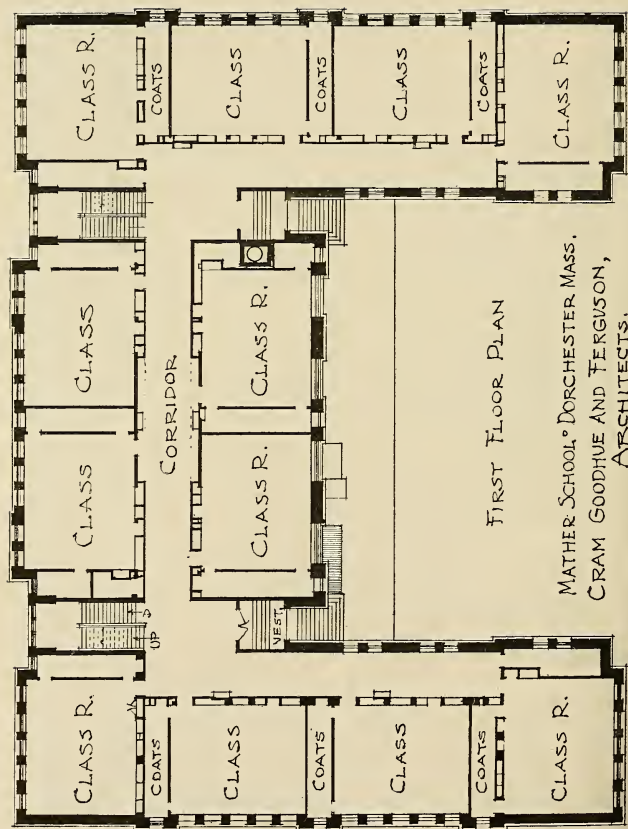 CLASS R.
CLASS
CLASS
CLASS R.
UP
D
COATS
CORRIDOR
COATS
CLASS
CLASS R.
CLASS R.
CLASS
VEST.
COATS
COATS
CLASS
CLASS
COATS
COATS
FIRST FLOOR PLAN
CLASS R.
CLASS R.
MATHER SCHOOL° DORCHESTER MASS.
CRAM GOODHUE AND FERGUSON,
ARCHITECTS.